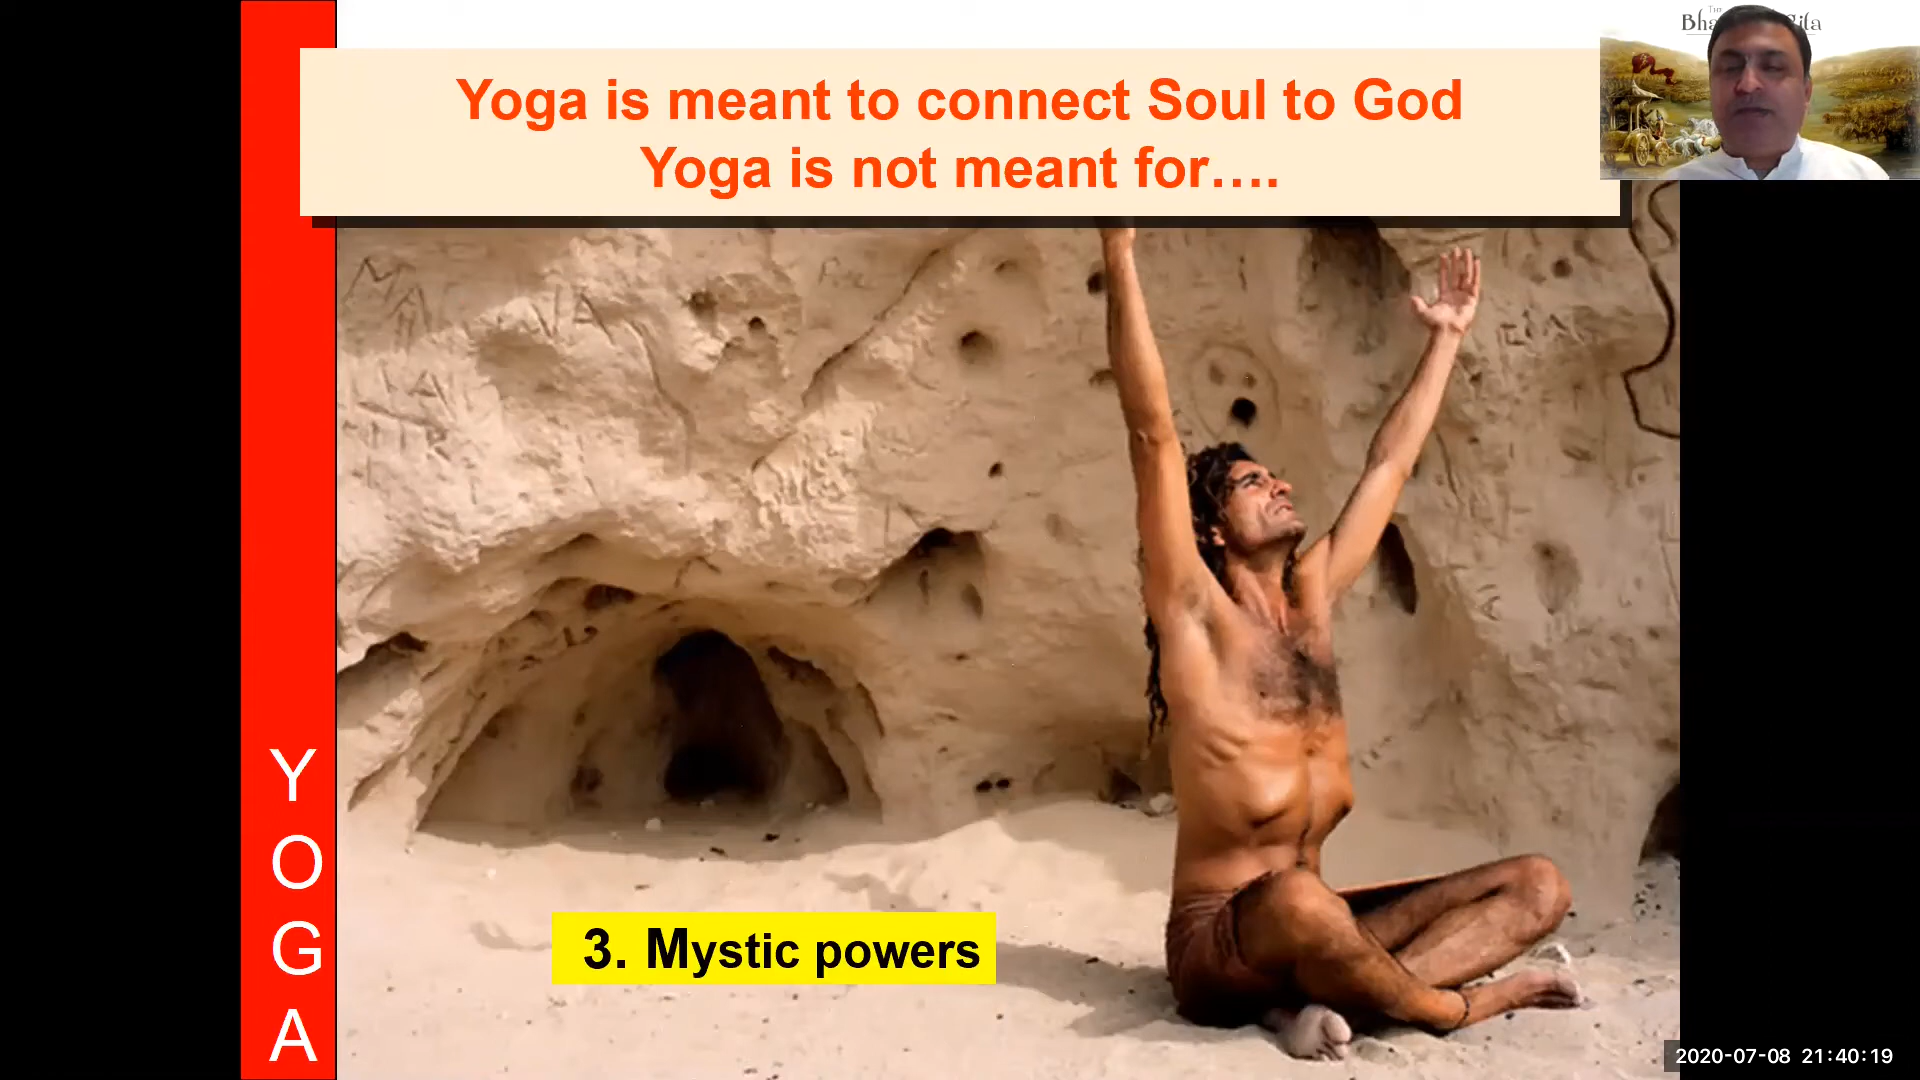 Yoga is meant to connect Soul to God
Yoga is not meant for….
3. Mystic powers
YOGA
2020-07-08 21:40:19